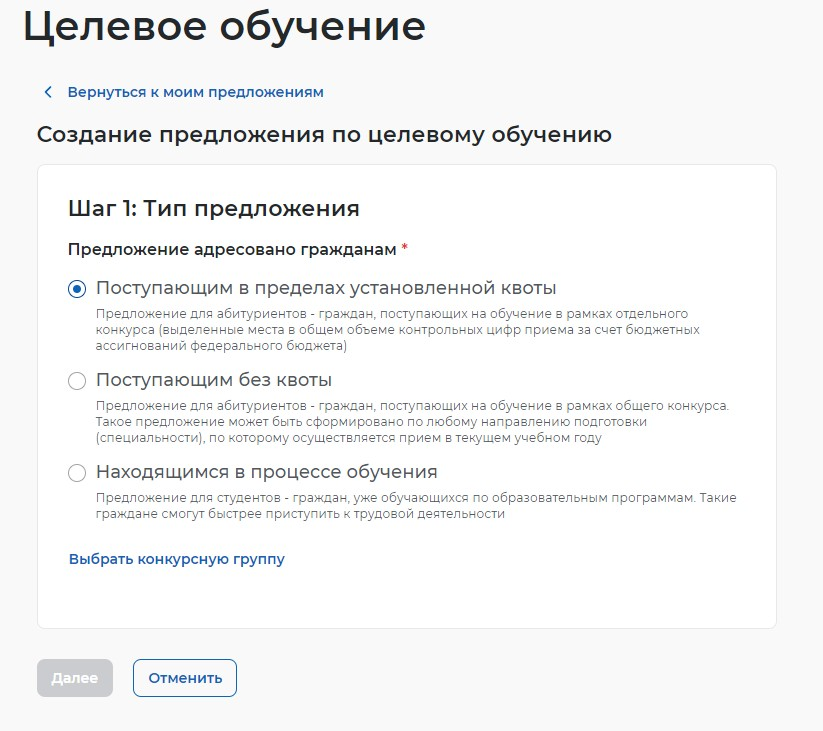 Целевое обучение
Вернуться к моим предложениям
Создание предложения по целевому обучению
Шаг 1: Тип предложения
Предложение адресовано гражданам *
Поступающим в пределах установленной квоты
Предложение для абитуриентов - граждан, поступающих на обучение в рамках отдельного
конкурса (выделенные места в общем объеме контрольных цифр приема за счет бюджетных
ассигнований федерального бюджета)
Поступающим без квоты
Предложение для абитуриентов - граждан, поступающих на обучение в рамках общего конкурса.
Такое предложение может быть сформировано по любому направлению подготовки
(специальности), по которому осуществляется прием в текущем учебном году
Находящимся в процессе обучения
Предложение для студентов - граждан, уже обучающихся по образовательным программам. Такие
граждане смогут быстрее приступить к трудовой деятельности
Выбрать конкурсную группу
Далее
Отменить